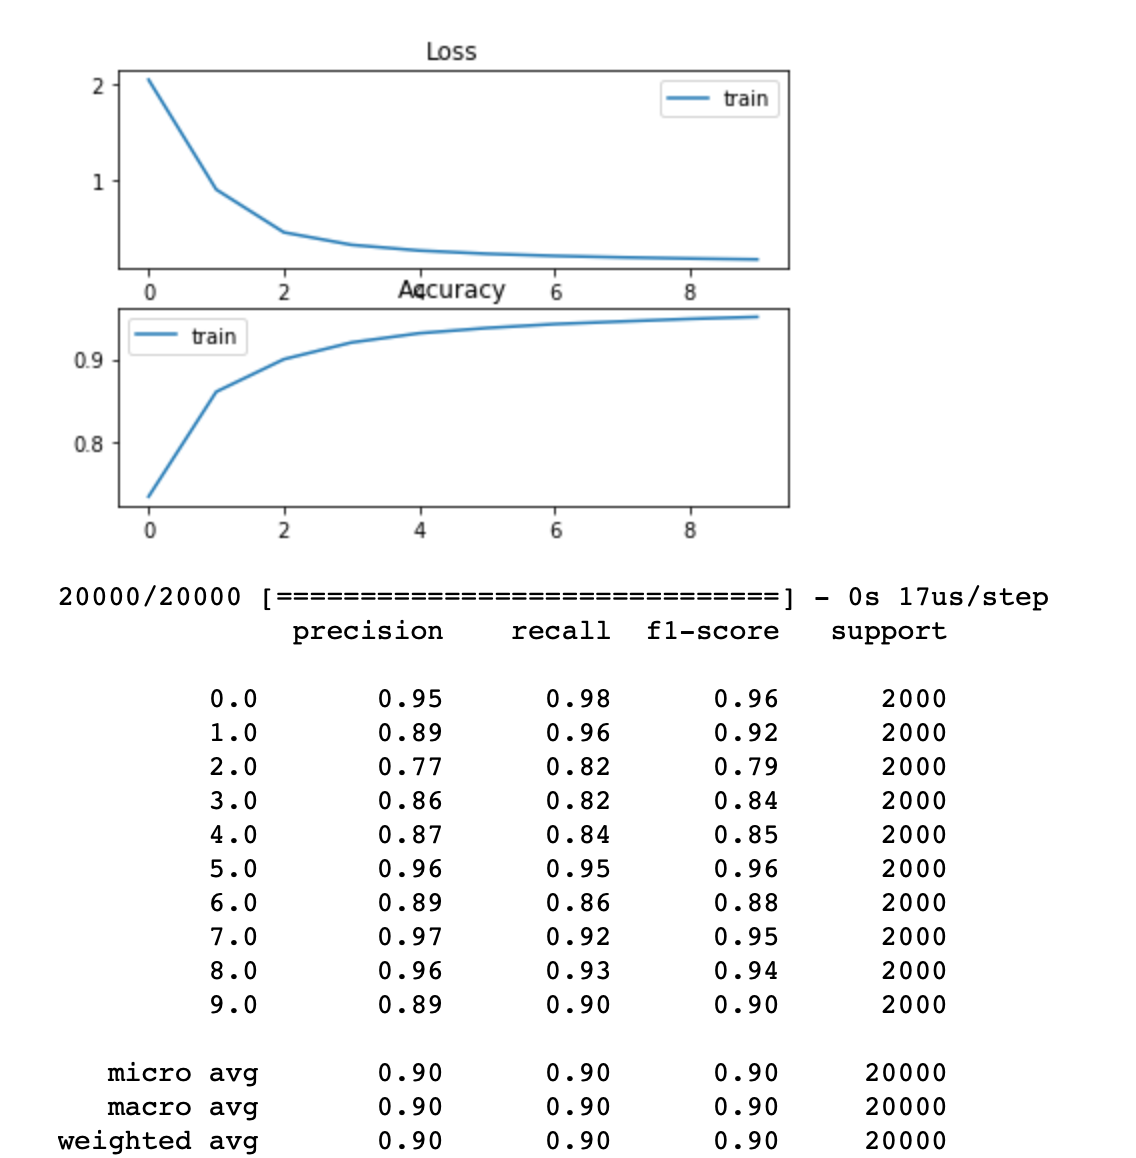 Loss
2
train
1
0 2 4 6 8
Accuracy
train
0.9
0.8
0 2 4 6 8
20000/20000 [==============================] - 0s 17us/step
precision recall f1-score support
0.0 0.95 0.98 0.96 2000
1.0 0.89 0.96 0.92 2000
2.0 0.77 0.82 0.79 2000
3.0 0.86 0.82 0.84 2000
4.0 0.87 0.84 0.85 2000
5.0 0.96 0.95 0.96 2000
6.0 0.89 0.86 0.88 2000
7.0 0.97 0.92 0.95 2000
8.0 0.96 0.93 0.94 2000
9.0 0.89 0.90 0.90 2000
micro avg 0.90 0.90 0.90 20000
macro avg 0.90 0.90 0.90 20000
weighted avg 0.90 0.90 0.90 20000